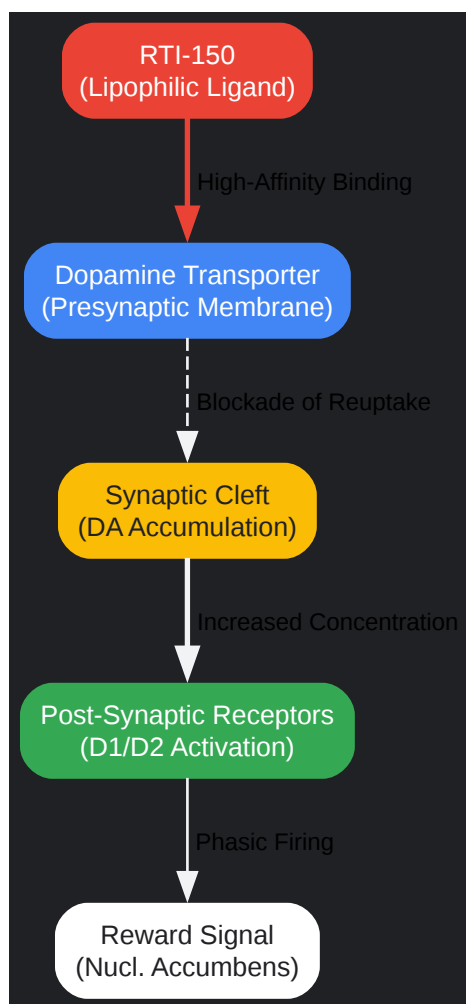 RTI-150
(Lipophilic Ligand)
High-Affinity Binding
Dopamine Transporter
(Presynaptic Membrane)
Blockade of Reuptake
Synaptic Cleft
(DA Accumulation)
Increased Concentration
Post-Synaptic Receptors
(D1/D2 Activation)
Phasic Firing
Reward Signal
(Nucl. Accumbens)